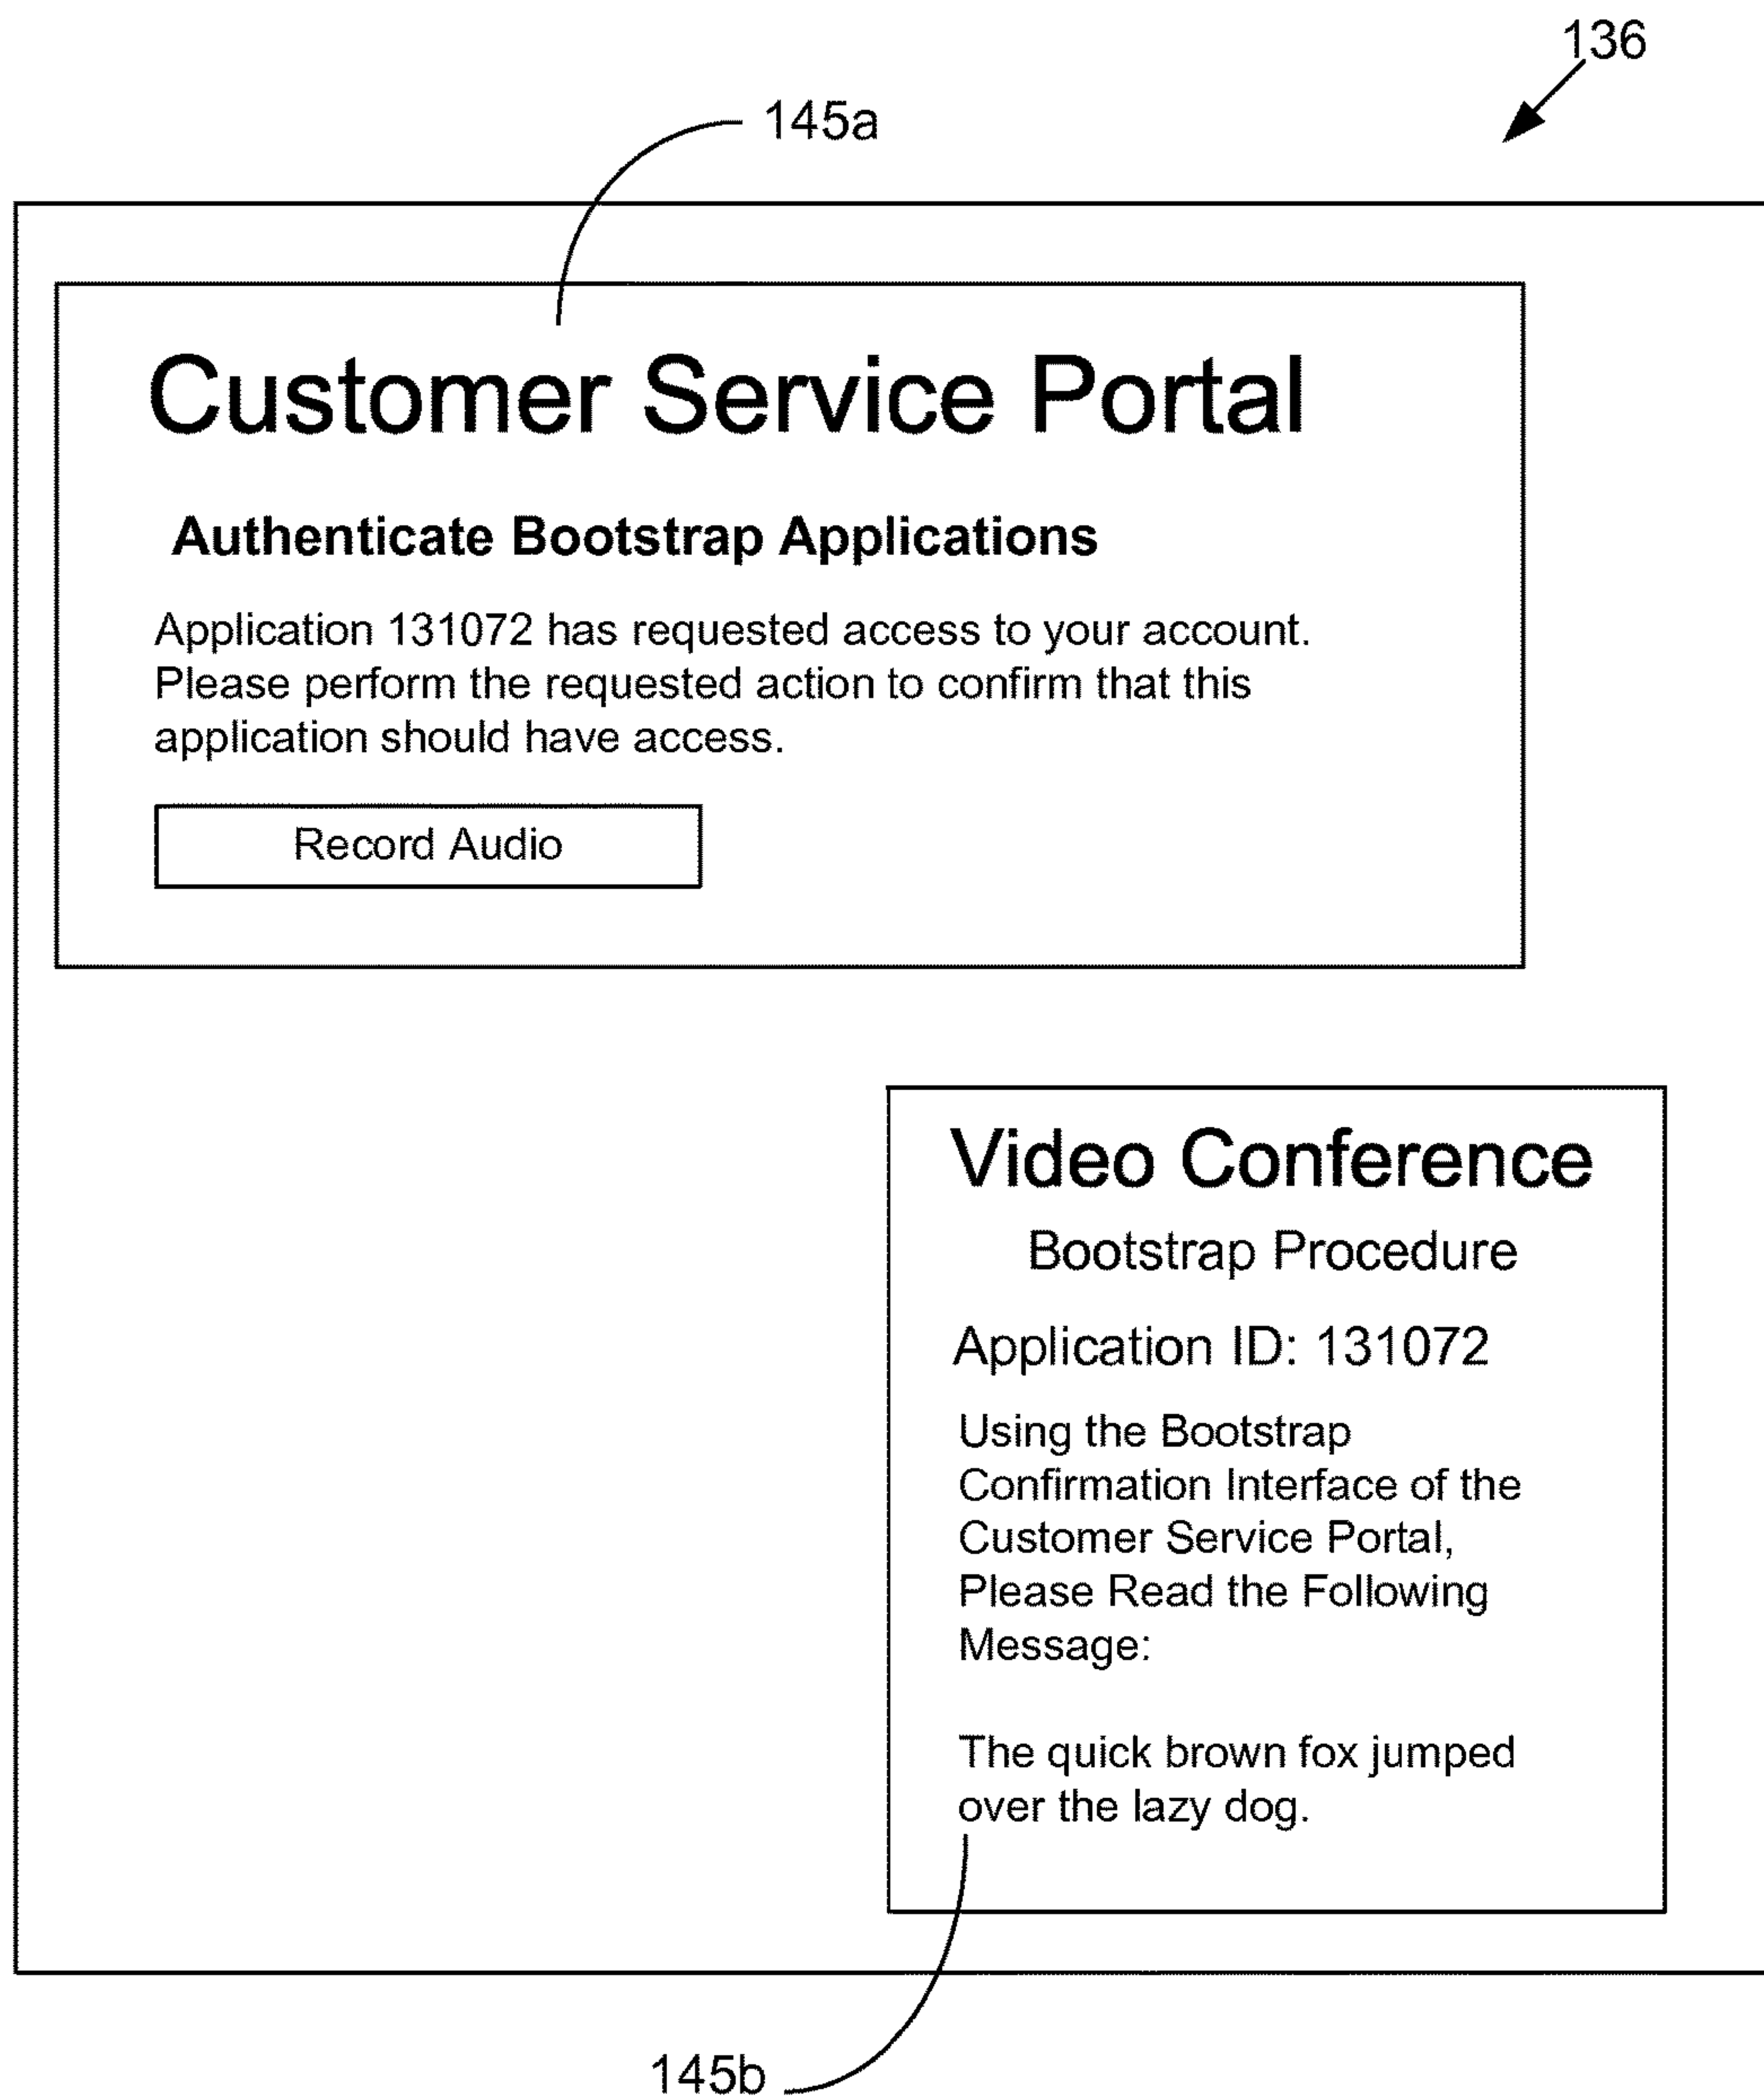 136
145a
Customer Service Portal
Authenticate Bootstrap Applications
Application 131072 has requested access to your account.
Please perform the requested action to confirm that this
application should have access.
Record Audio
Video Conference
Bootstrap Procedure
Application ID: 131072
Using the Bootstrap
Confirmation Interface of the
Customer Service Portal,
Please Read the Following
Message:
The quick brown fox jumped
over the lazy dog.
145b